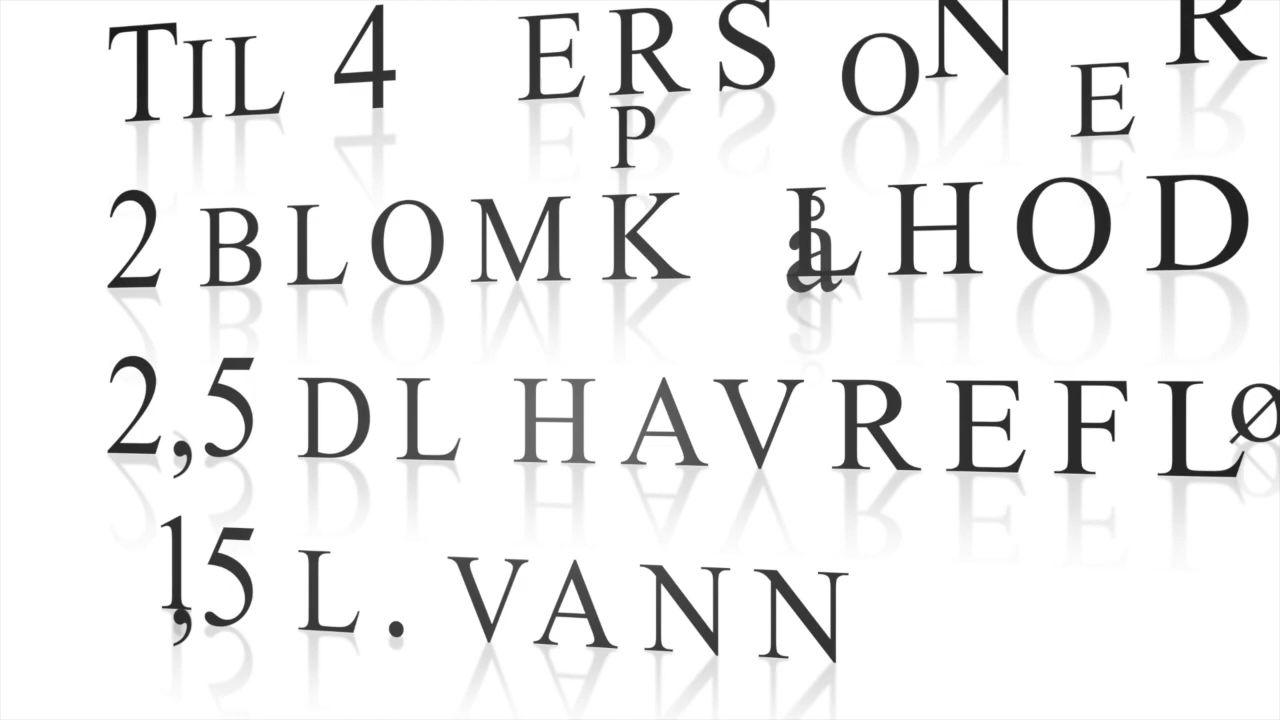 TIL 4 PERSONER
2 BLOMKåLHOD
2,5 DL HAVREFLø
1,5 L. VANN